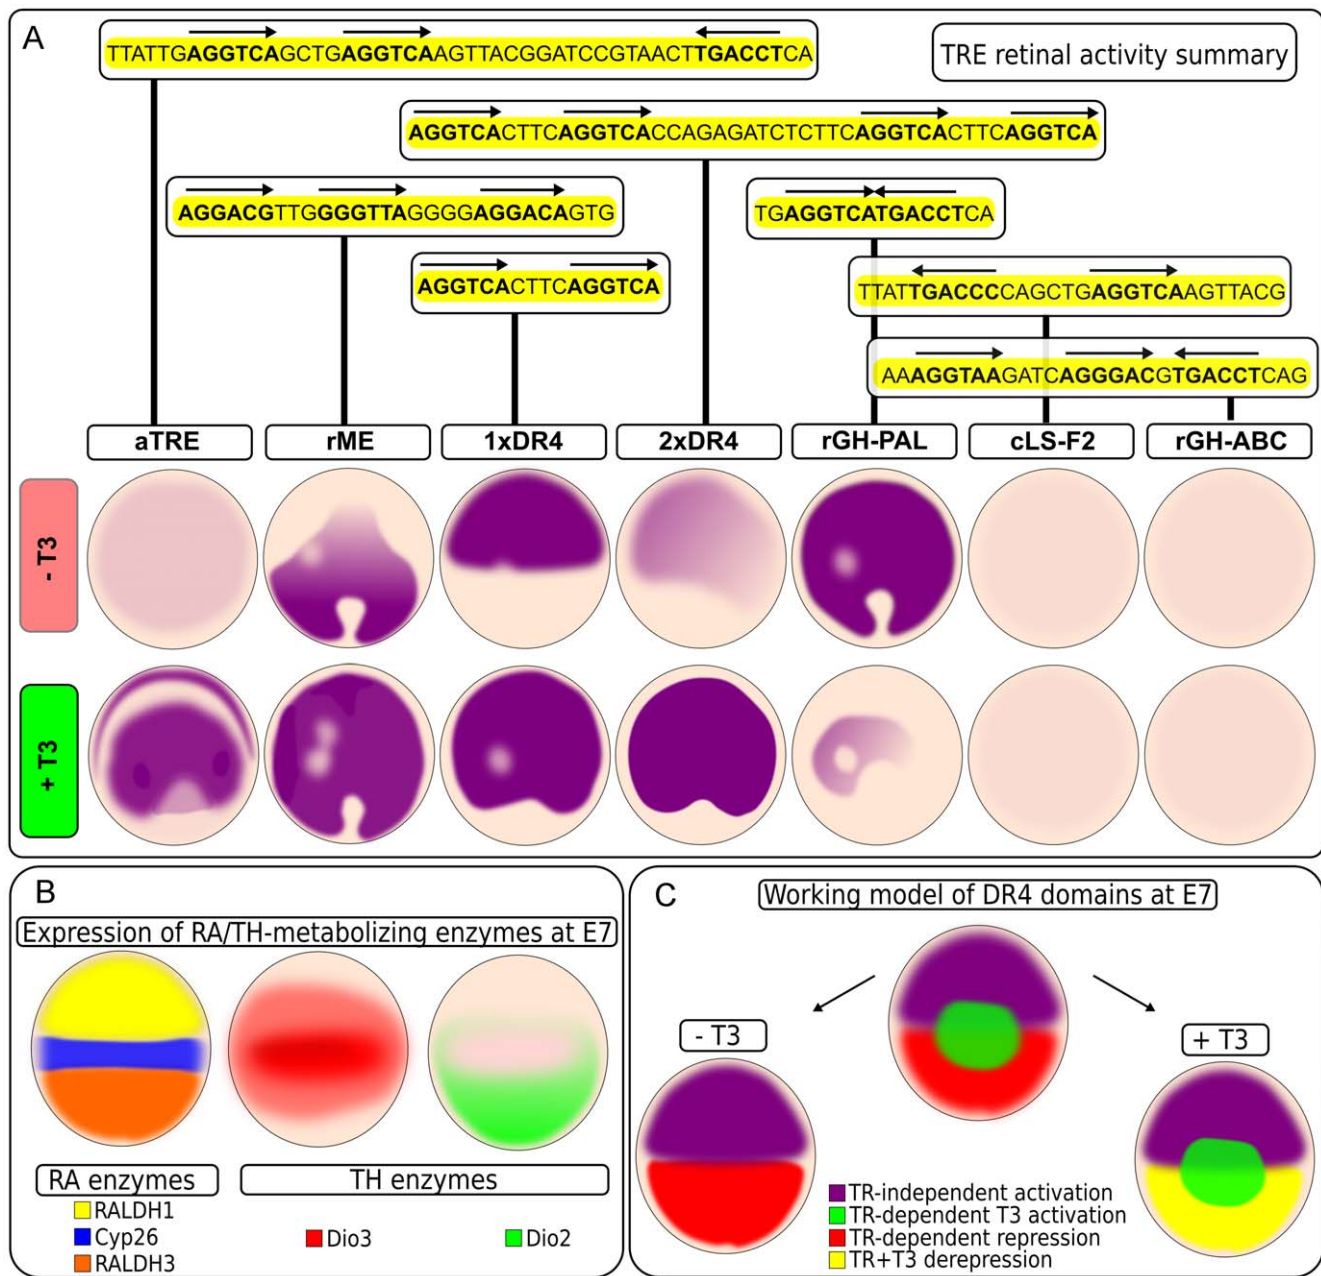 A
TTATTGAGGTCAGCTGAGGTCAAGTTACGGATCCGTAACTTGACCTCA
TRE retinal activity summary
AGGTCACTTCAGGTCACCAGAGATCTCTTCAGGTCACTTCAGGTCA
AGGACGTTGGGGTTAGGGGAGGACAGTG
TGAGGTCATGACCTCA
AGGTCACTTCAGGTCA
TTATTGACCCCAGCTGAGGTCAAGTTACG
AAAGGTAAGATCAGGGACGTGACCTCAG
aTRE rME 1xDR4 2xDR4 rGH-PAL cLS-F2 rGH-ABC
- T3
+ T3
B
Expression of RA/TH-metabolizing enzymes at E7
RA enzymes TH enzymes
RALDH1
Cyp26 Dio3 Dio2
RALDH3
C
Working model of DR4 domains at E7
- T3 + T3
TR-independent activation
TR-dependent T3 activation
TR-dependent repression
TR+T3 derepression